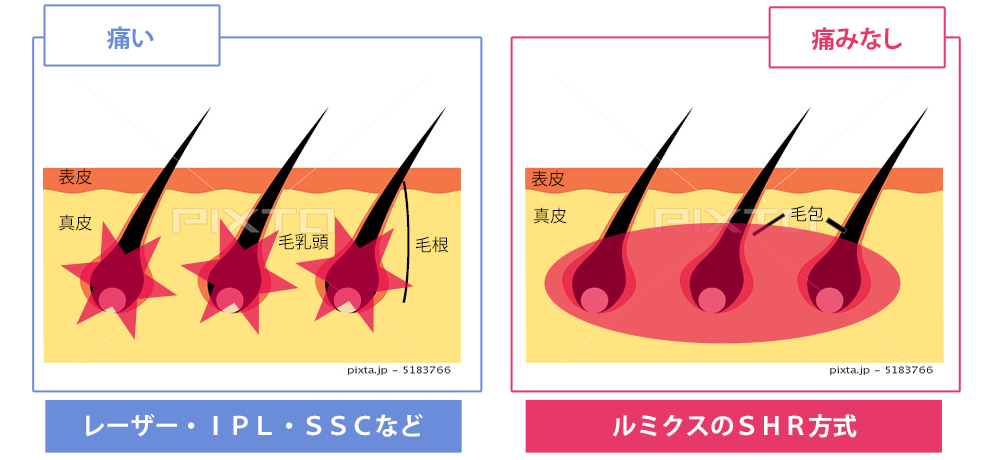 痛い
表皮
真皮
毛乳頭
毛根
PIXTA
pixta.jp – 5183766
レーザー・ＩＰＬ・ＳＳＣなど
痛みなし
表皮
真皮
毛包
PIXTA
pixta.jp – 5183766
ルミクスのＳＨＲ方式